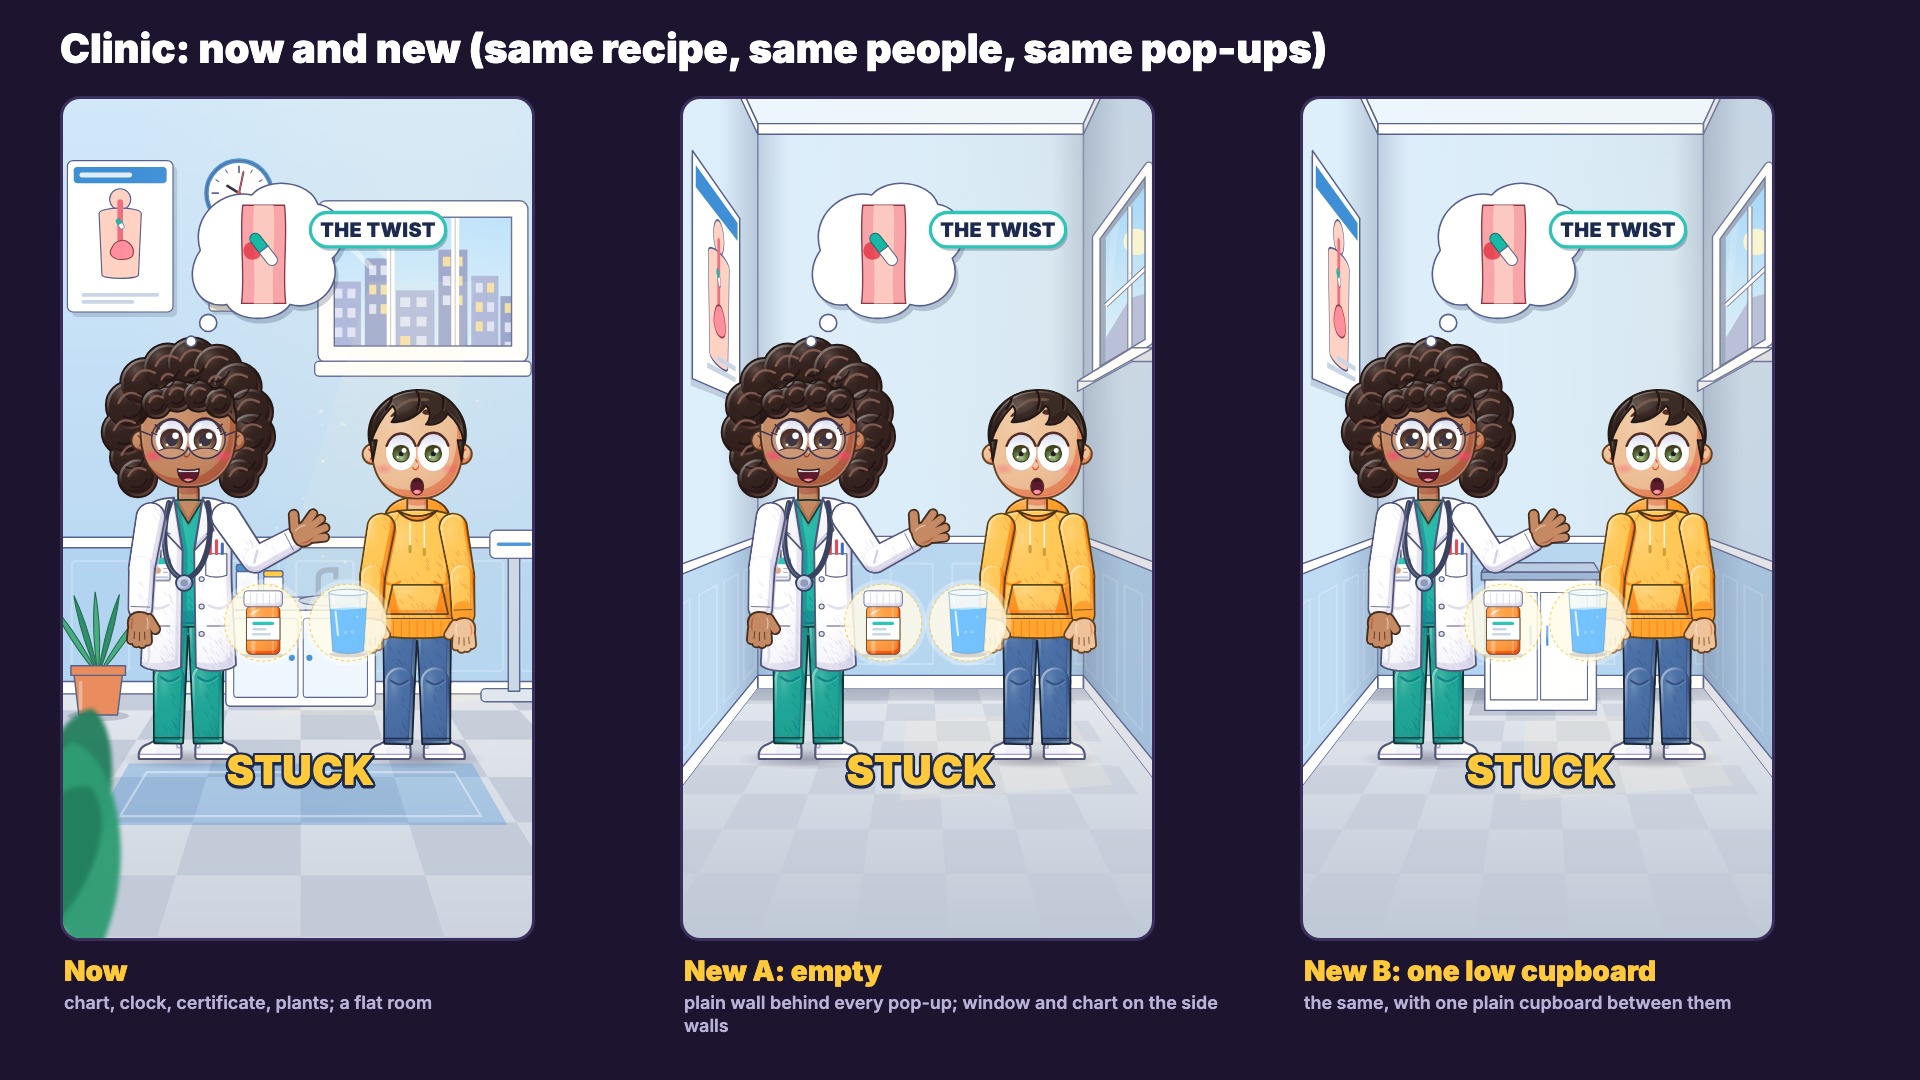 Clinic: now and new (same recipe, same people, same pop-ups)
THE TWIST
STUCK
THE TWIST
STUCK
THE TWIST
STUCK
Now
chart, clock, certificate, plants; a flat room
New A: empty
plain wall behind every pop-up; window and chart on the side
walls
New B: one low cupboard
the same, with one plain cupboard between them